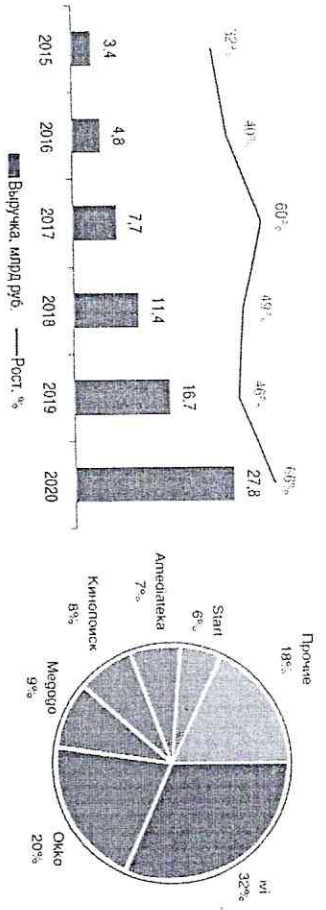 32%
40%
60%
49%
46%
66%
3,4
4,8
7,7
11,4
16,7
27,8
2015
2016
2017
2018
2019
2020
Выручка, млрд руб.
Рост, %
Прочие
18%
ivi
32%
Start
6%
Amediateka
7%
Кинопоиск
8%
Megogo
9%
Okko
20%